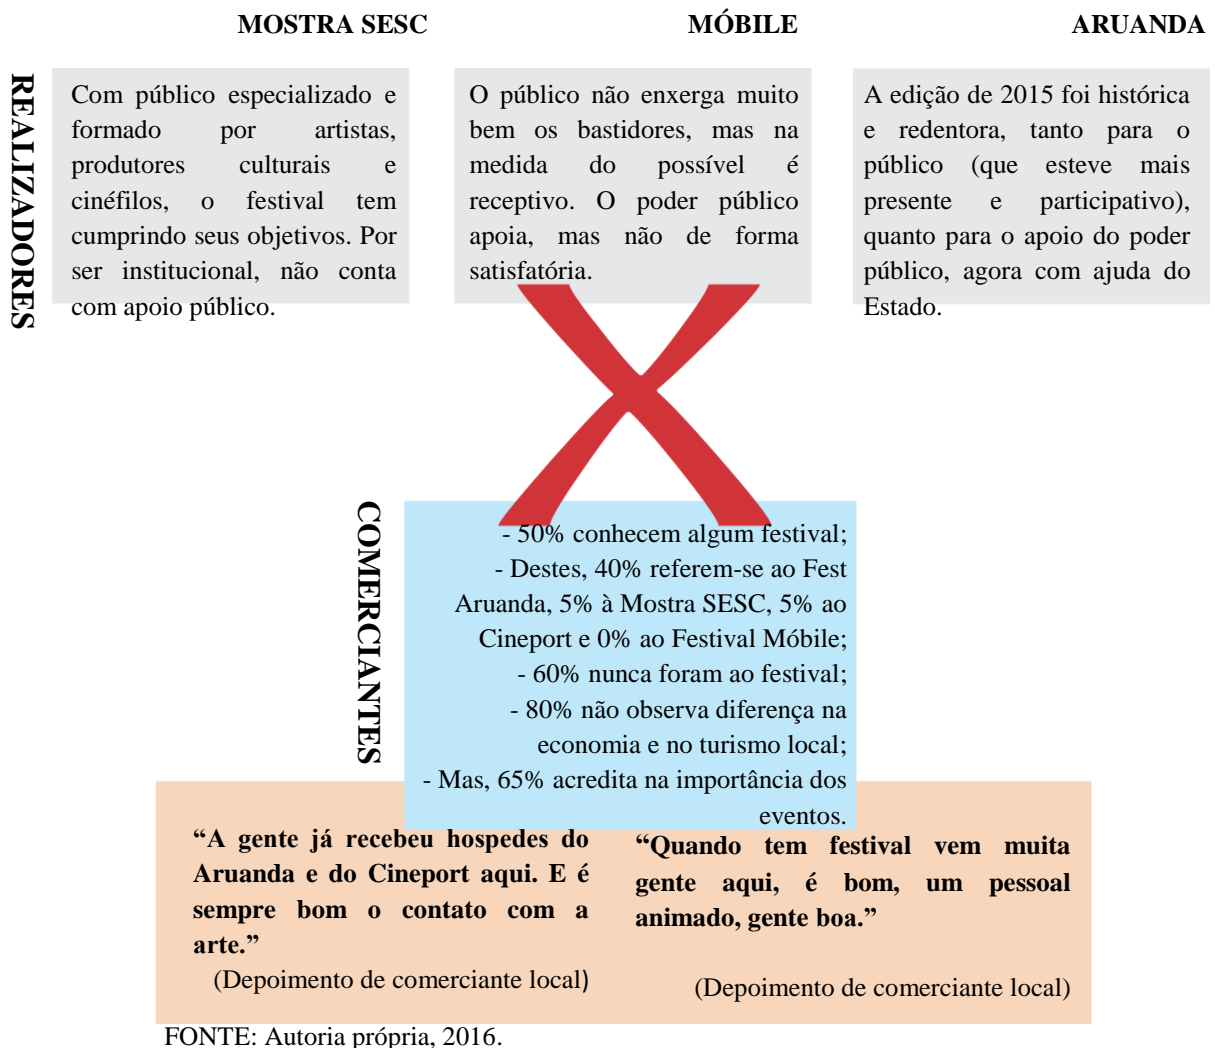 MOSTRA SESC
MÓBILE
ARUANDA
REALIZADORES
Com público especializado e
formado por artistas,
produtores culturais e
cinéfilos, o festival tem
cumprindo seus objetivos. Por
ser institucional, não conta
com apoio público.
O público não enxerga muito
bem os bastidores, mas na
medida do possível é
receptivo. O poder público
apoia, mas não de forma
satisfatória.
A edição de 2015 foi histórica
e redentora, tanto para o
público (que esteve mais
presente e participativo),
quanto para o apoio do poder
público, agora com ajuda do
Estado.
COMERCIANTES
- 50% conhecem algum festival;
- Destes, 40% referem-se ao Fest
Aruanda, 5% à Mostra SESC, 5% ao
Cineport e 0% ao Festival Móbile;
- 60% nunca foram ao festival;
- 80% não observa diferença na
economia e no turismo local;
- Mas, 65% acredita na importância dos
eventos.
“A gente já recebeu hospedes do
Aruanda e do Cineport aqui. E é
sempre bom o contato com a
arte.”
(Depoimento de comerciante local)
“Quando tem festival vem muita
gente aqui, é bom, um pessoal
animado, gente boa.”
(Depoimento de comerciante local)
FONTE: Autoria própria, 2016.